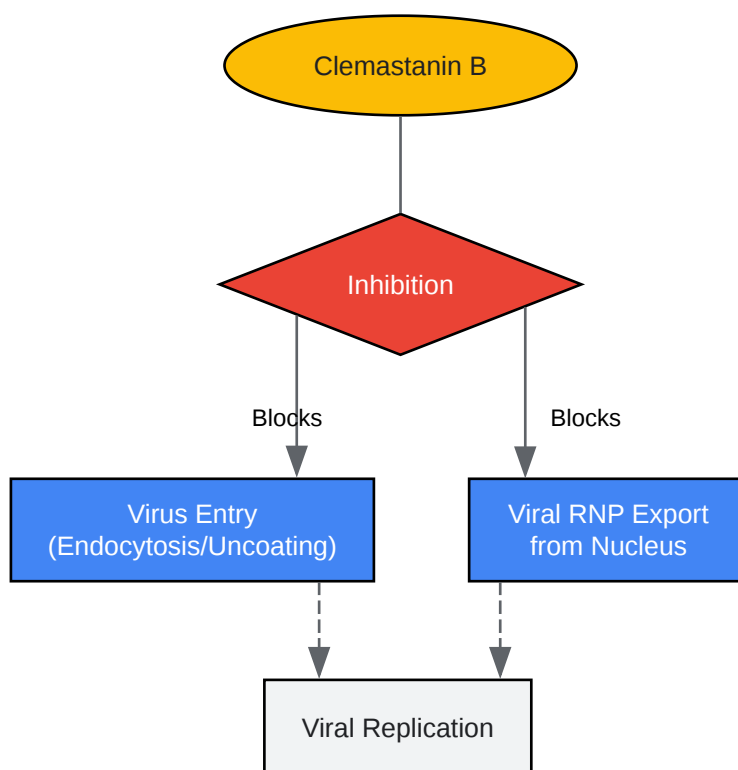 Clemastanin B
Inhibition
Blocks
Blocks
Virus Entry
(Endocytosis/Uncoating)
Viral RNP Export
from Nucleus
Viral Replication